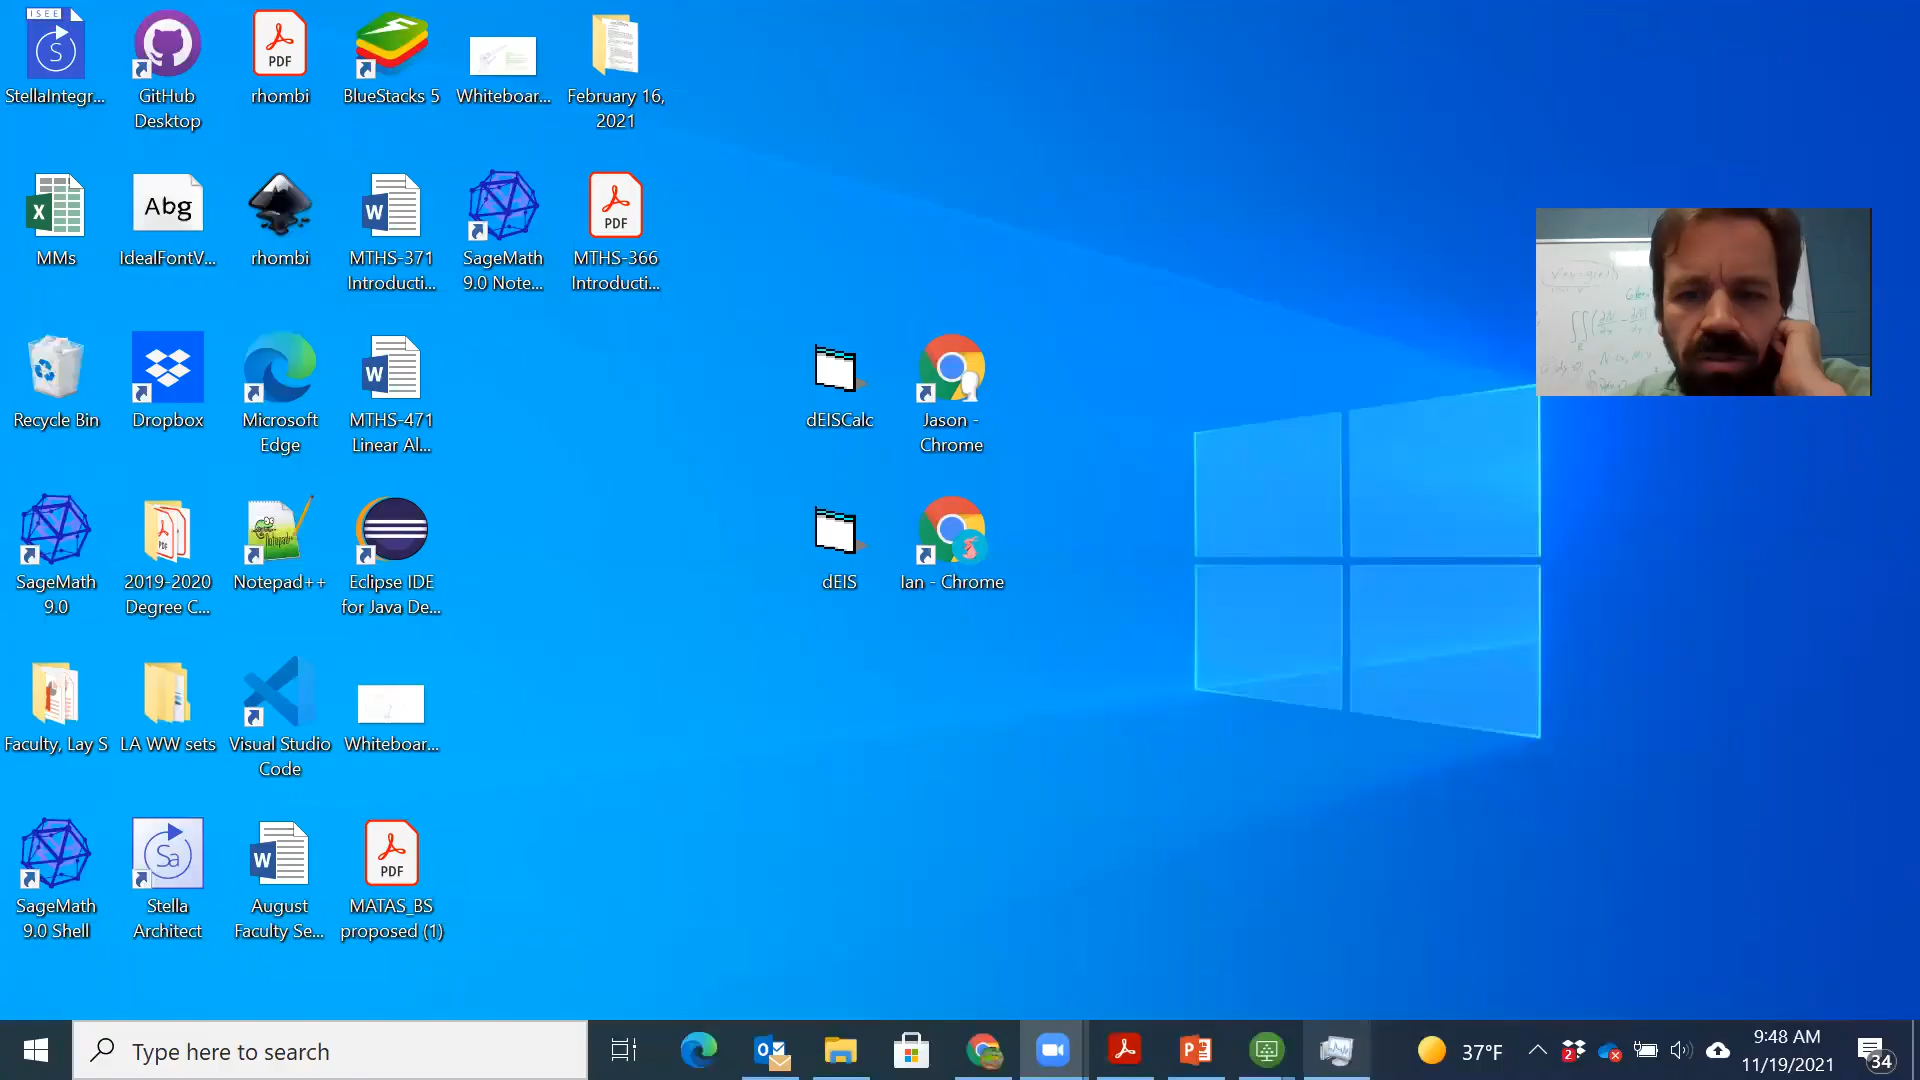 ISEE
S
StellaIntegr...
GitHub
Desktop
PDF
rhombi
BlueStacks 5
Whiteboar...
February 16,
2021
X
MMs
Abg
IdealFontV...
rhombi
W
MTHS-371
Introducti...
SageMath
9.0 Note...
PDF
MTHS-366
Introducti...
Recycle Bin
Dropbox
Microsoft
Edge
W
MTHS-471
Linear Al...
dEISCalc
Jason -
Chrome
SageMath
9.0
2019-2020
Degree C...
Notepad++
Eclipse IDE
for Java De...
dEIS
Ian - Chrome
Faculty, Lay S
LA WW sets
Visual Studio
Code
Whiteboar...
SageMath
9.0 Shell
Sa
Stella
Architect
W
August
Faculty Se...
PDF
MATAS_BS
proposed (1)
Type here to search
37°F
2
9:48 AM
11/19/2021
34